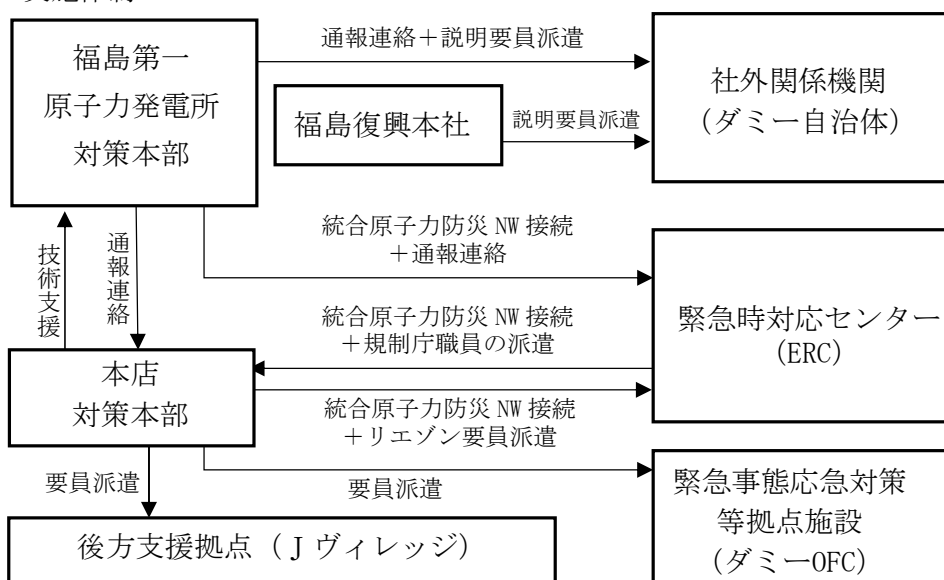 福島第一
原子力発電所
対策本部
通報連絡＋説明要員派遣
社外関係機関
(ダミー自治体)
福島復興本社
説明要員派遣
技術支援
通報連絡
統合原子力防災 NW 接続
＋通報連絡
統合原子力防災 NW 接続
＋規制庁職員の派遣
緊急時対応センター
(ERC)
本店
対策本部
統合原子力防災 NW 接続
＋リエゾン要員派遣
要員派遣
要員派遣
緊急事態応急対策
等拠点施設
(ダミーOFC)
後方支援拠点（Ｊヴィレッジ）